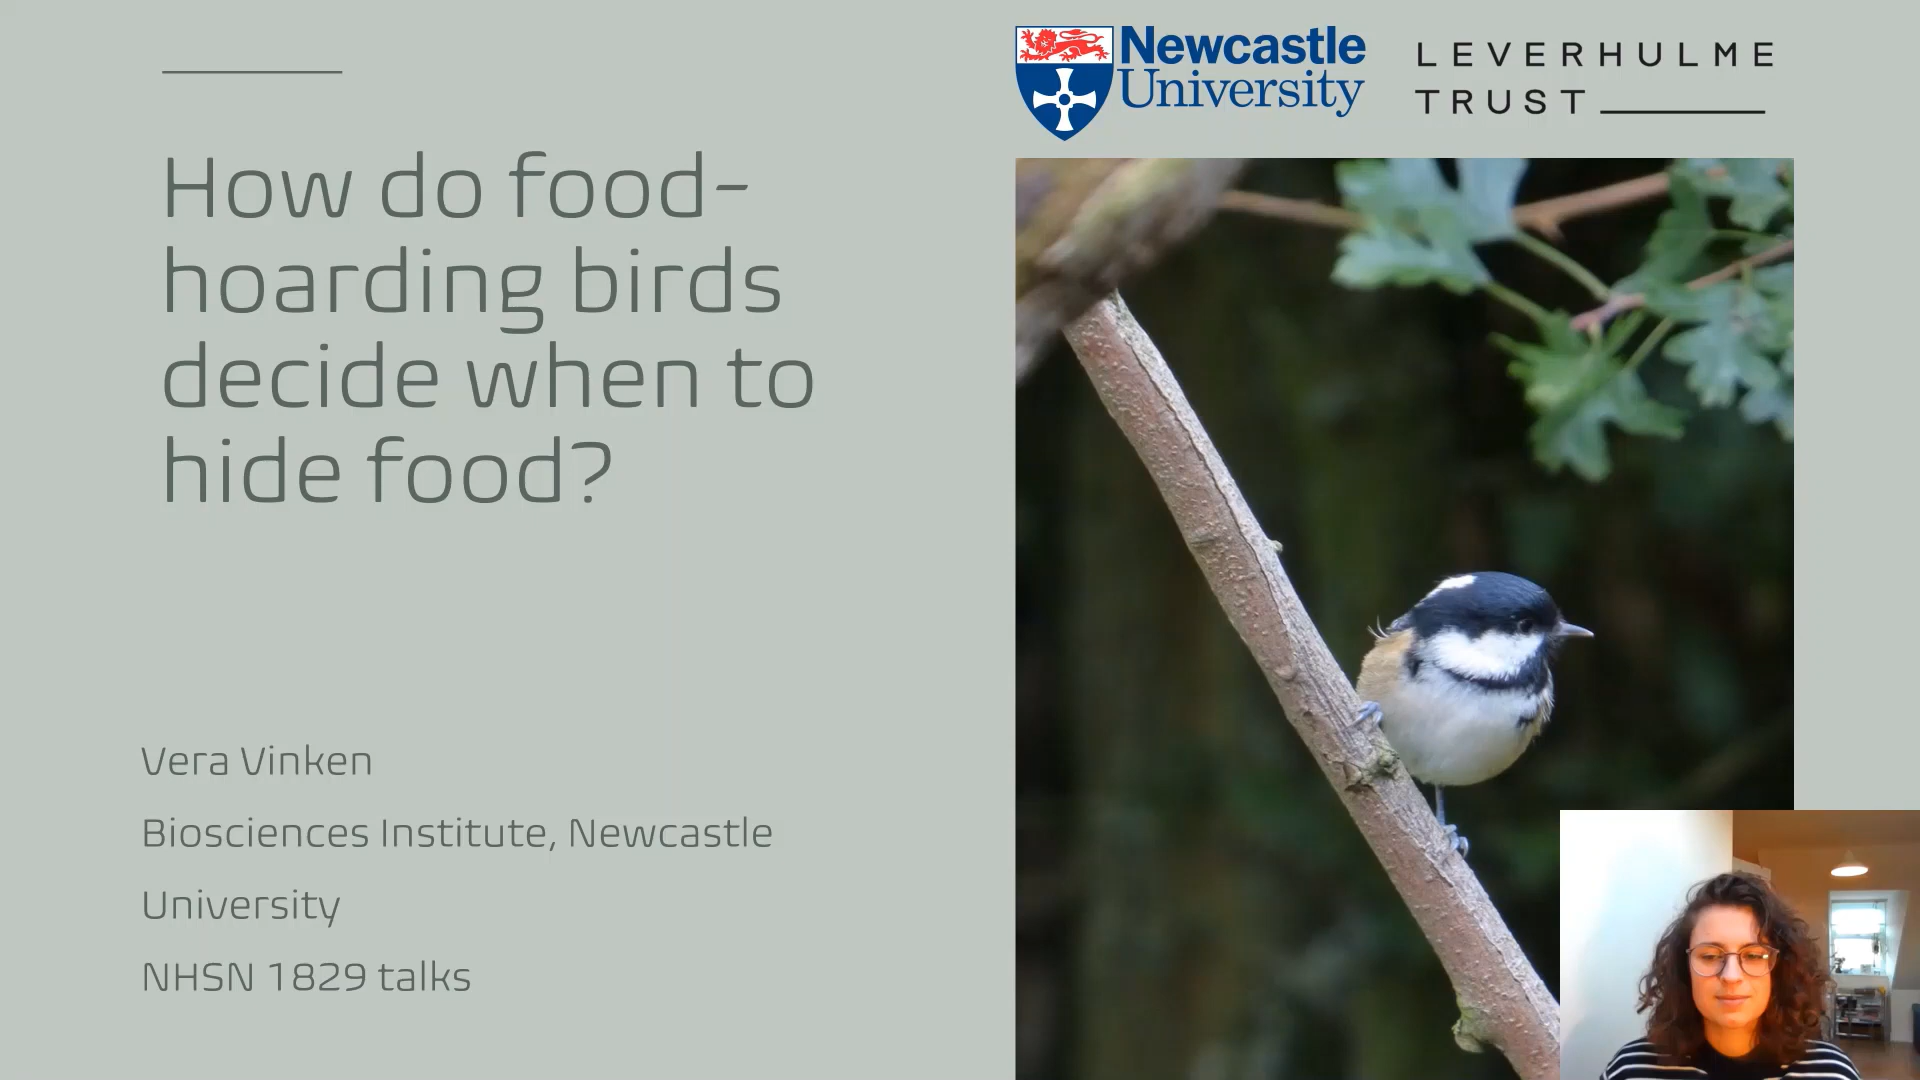 Newcastle
University
LEVERHULME
TRUST
How do food-
hoarding birds
decide when to
hide food?
Vera Vinken
Biosciences Institute, Newcastle
University
NHSN 1829 talks